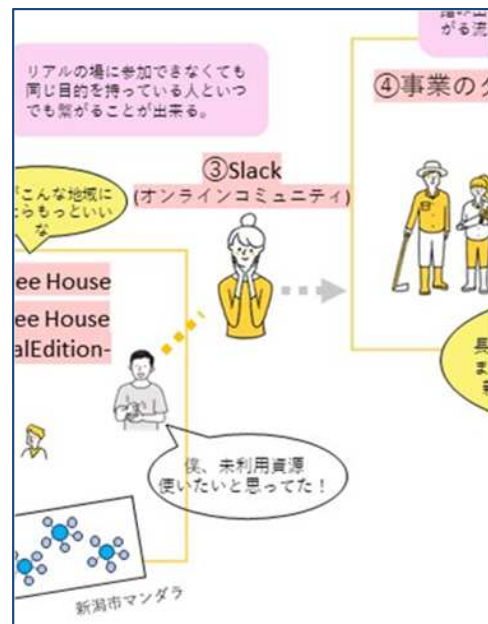 がる流
リアルの場に参加できなくても
同じ目的を持っている人といつ
でも繋がることが出来る。
④事業の
③Slack
(オンラインコミュニティ)
こんな地域に
らもっといい
な
ee House
ee House
alEdition-
僕、未利用資源
使いたいと思ってた！
新潟市マンダラ